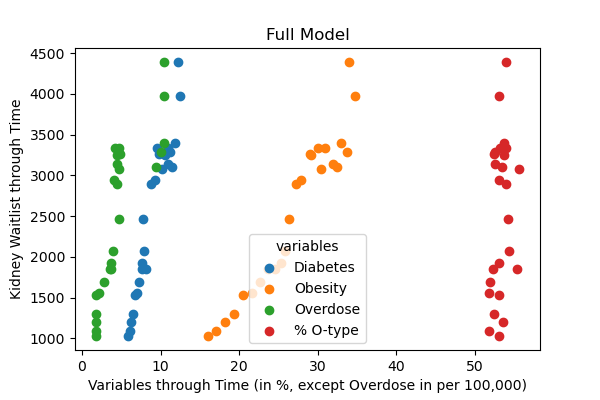 Full Model
Kidney Waitlist through Time
4500
4000
3500
3000
2500
2000
1500
1000
variables
Diabetes
Obesity
Overdose
% O-type
0 10 20 30 40 50
Variables through Time (in %, except Overdose in per 100,000)